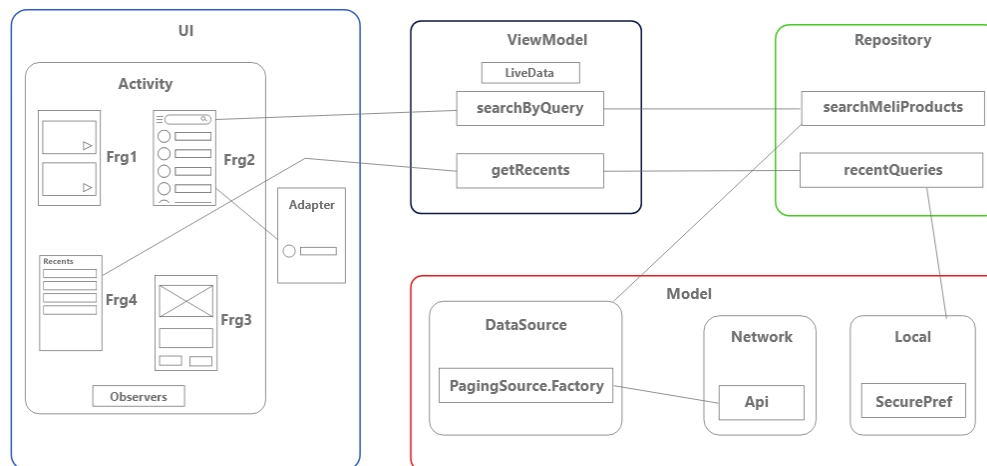 UI
Activity
Frg1
Frg2
Adapter
Recents
Frg4
Frg3
Observers
ViewModel
LiveData
searchByQuery
getRecents
Repository
searchMeliProducts
recentQueries
Model
DataSource
PagingSource.Factory
Network
Api
Local
SecurePref